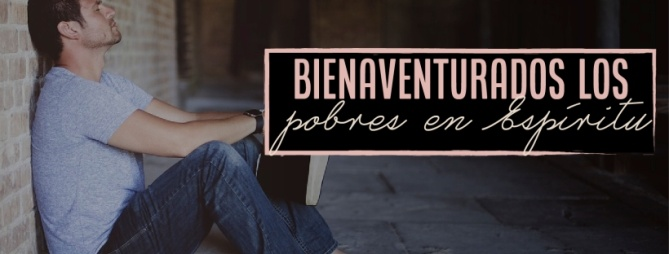 BIENAVENTURADOS LOS
pobres en Espíritu